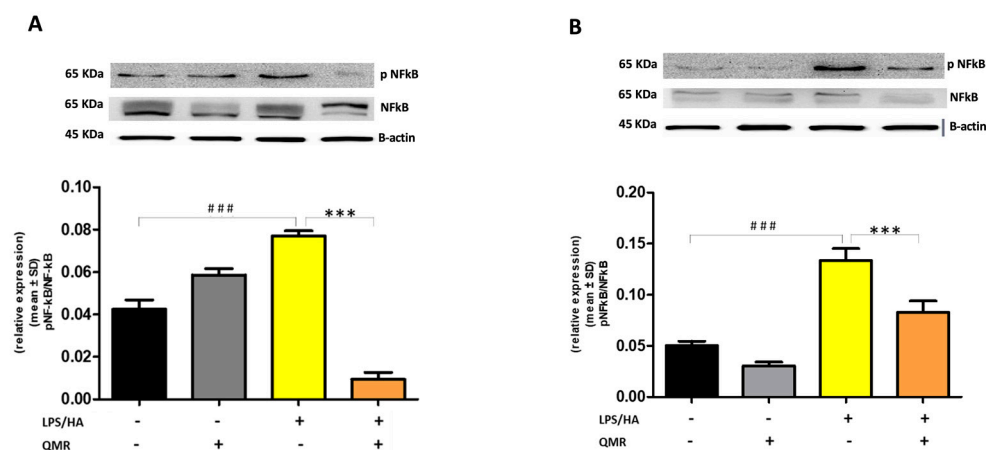 A
65 KDa
p NFkB
65 KDa
NFkB
45 KDa
B-actin
(relative expression)
(mean ± SD)
pNF-kB/NF-kB
0.10
0.08
0.06
0.04
0.02
0.00
###
***
LPS/HA - - + +
QMR - + - +
B
65 KDa
p NFkB
65 KDa
NFkB
45 KDa
B-actin
(relative expression)
(mean ± SD)
pNFkB/NFkB
0.20
0.15
0.10
0.05
0.00
###
***
LPS/HA - - + +
QMR - + - +